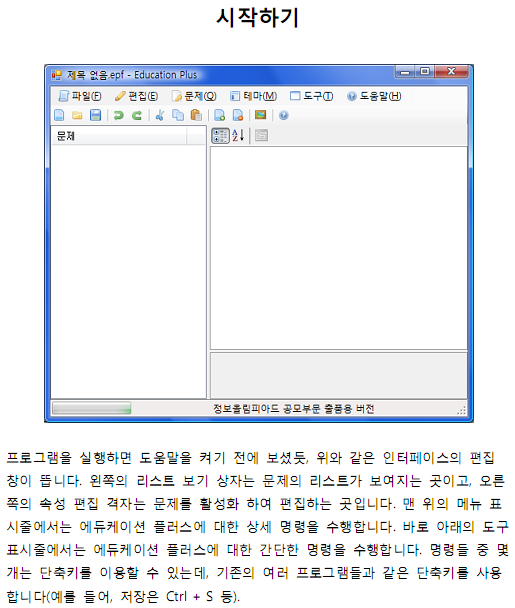 시작하기
제목 없음.epf - Education Plus
파일(F) 편집(E) 문제(Q) 테마(M) 도구(T) 도움말(H)
문제
정보올림피아드 공모부문 출품용 버전
프로그램을 실행하면 도움말을 켜기 전에 보셨듯, 위와 같은 인터페이스의 편집
창이 뜹니다. 왼쪽의 리스트 보기 상자는 문제의 리스트가 보여지는 곳이고, 오른
쪽의 속성 편집 격자는 문제를 활성화 하여 편집하는 곳입니다. 맨 위의 메뉴 표
시줄에서는 에듀케이션 플러스에 대한 상세 명령을 수행합니다. 바로 아래의 도구
표시줄에서는 에듀케이션 플러스에 대한 간단한 명령을 수행합니다. 명령들 중 몇
개는 단축키를 이용할 수 있는데, 기존의 여러 프로그램들과 같은 단축키를 사용
합니다(예를 들어, 저장은 Ctrl + S 등).